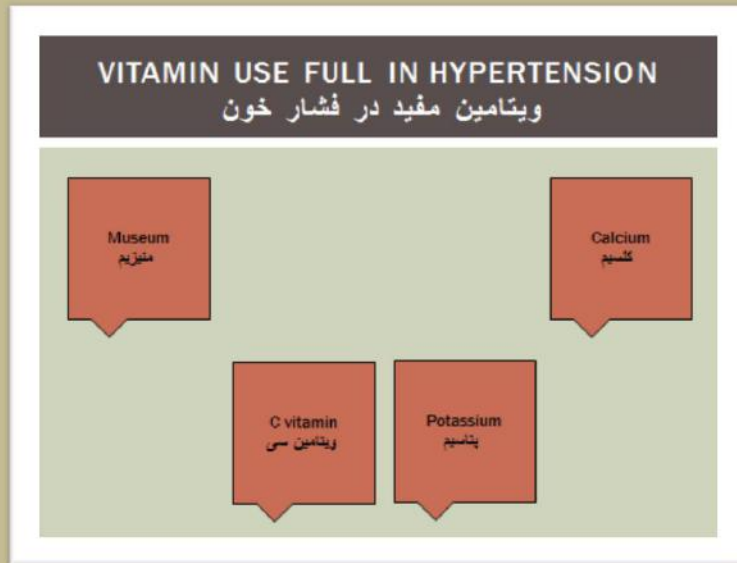 VITAMIN USE FULL IN HYPERTENSION
ویتامین مفید در فشار خون
Museum
منیزیم
Calcium
کلسیم
C vitamin
ویتامین سی
Potassium
پتاسیم